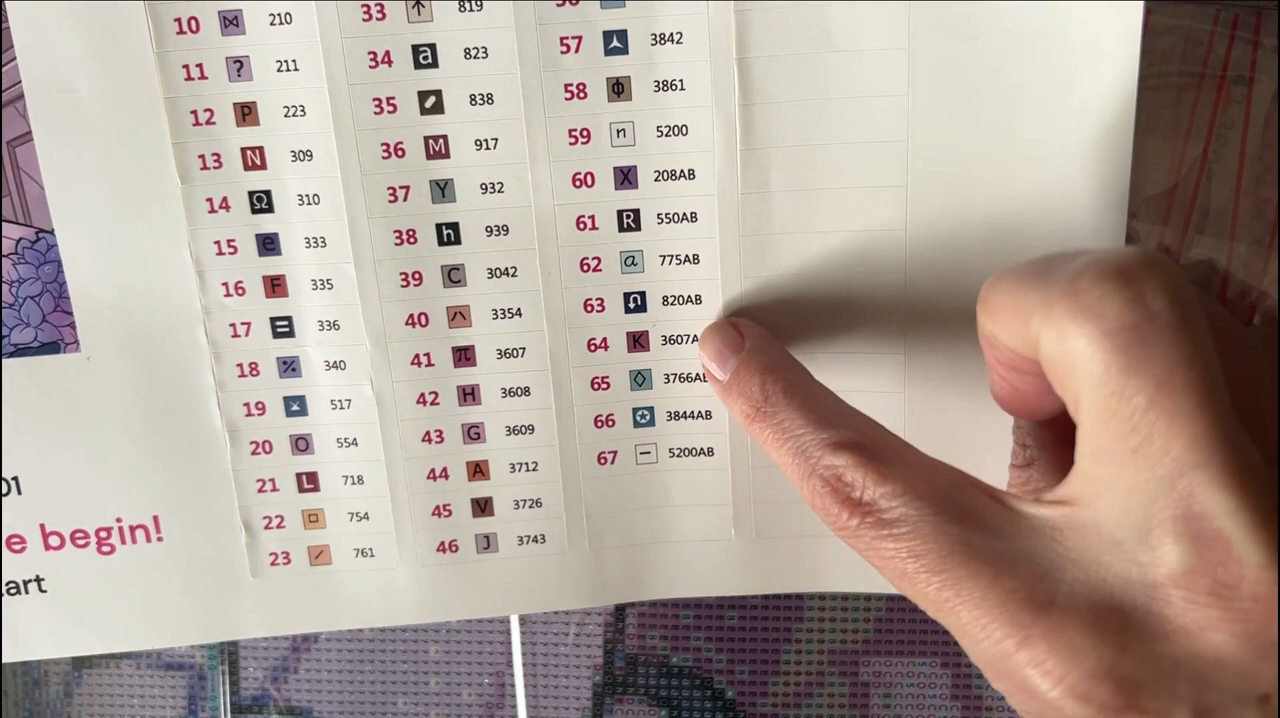 10 ⋈ 210
11 ? 211
12 P 223
13 N 309
14 Ω 310
15 e 333
16 F 335
17 = 336
18 ٪ 340
19 517
20 O 554
21 L 718
22 □ 754
23 / 761
33 ↑ 819
34 a 823
35 838
36 M 917
37 Y 932
38 h 939
39 C 3042
40 ハ 3354
41 π 3607
42 H 3608
43 G 3609
44 A 3712
45 V 3726
46 J 3743
57 3842
58 ф 3861
59 n 5200
60 X 208AB
61 R 550AB
62 a 775AB
63 820AB
64 K 3607A
65 ◇ 3766AB
66 ✪ 3844AB
67 − 5200AB
01
e begin!
art